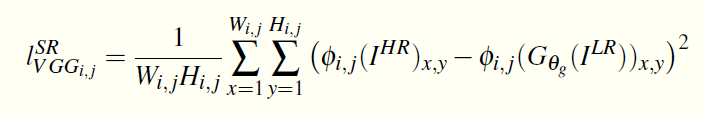 $l^{SR}_{VGG_{i,j}} = \frac{1}{W_{i,j}H_{i,j}} \sum_{x=1}^{W_{i,j}} \sum_{y=1}^{H_{i,j}} \left(\phi_{i,j}(I^{HR})_{x,y} - \phi_{i,j}(G_{\theta_g}(I^{LR}))_{x,y}\right)^2$